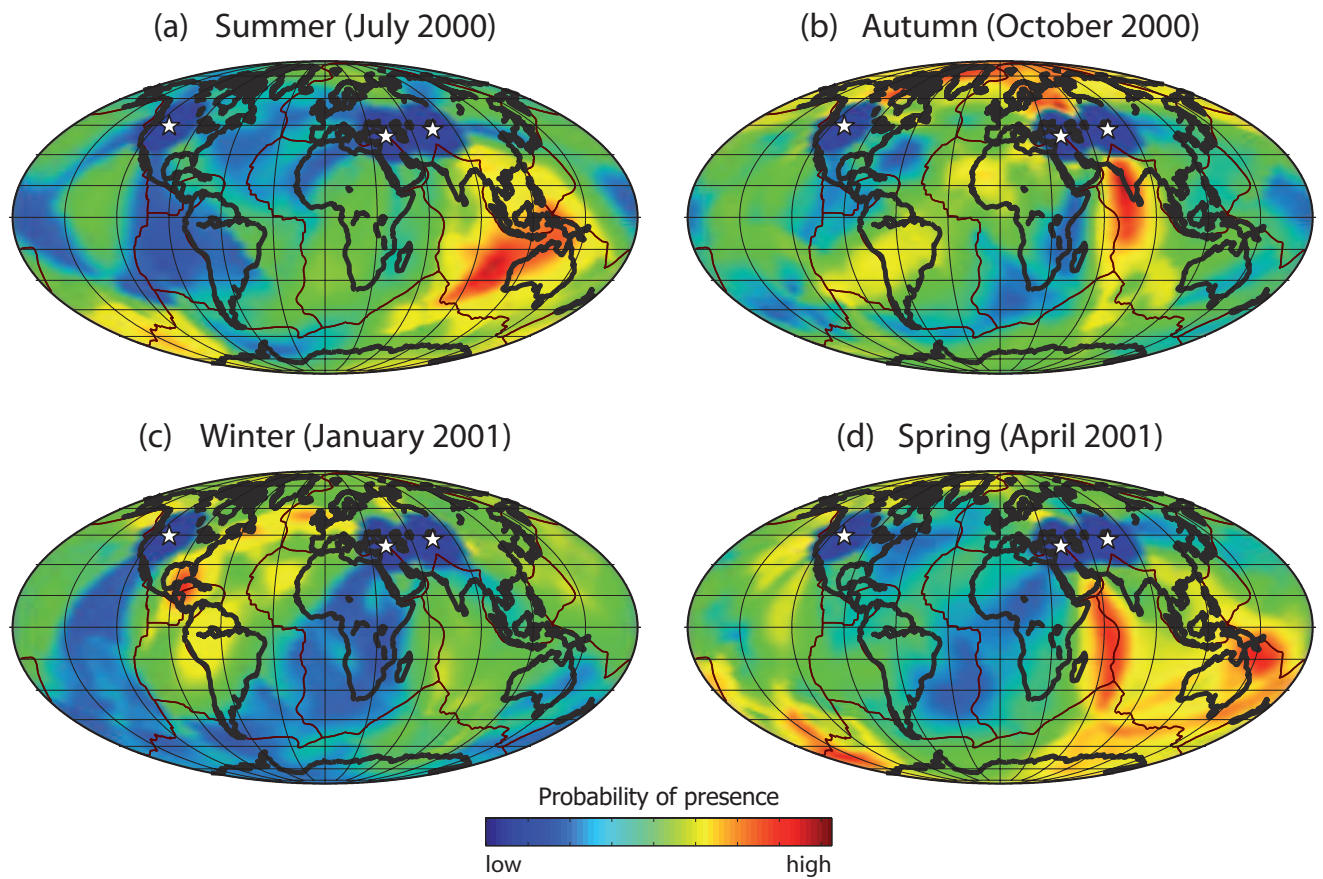 (a) Summer (July 2000)
(b) Autumn (October 2000)
(c) Winter (January 2001)
(d) Spring (April 2001)
Probability of presence
low
high